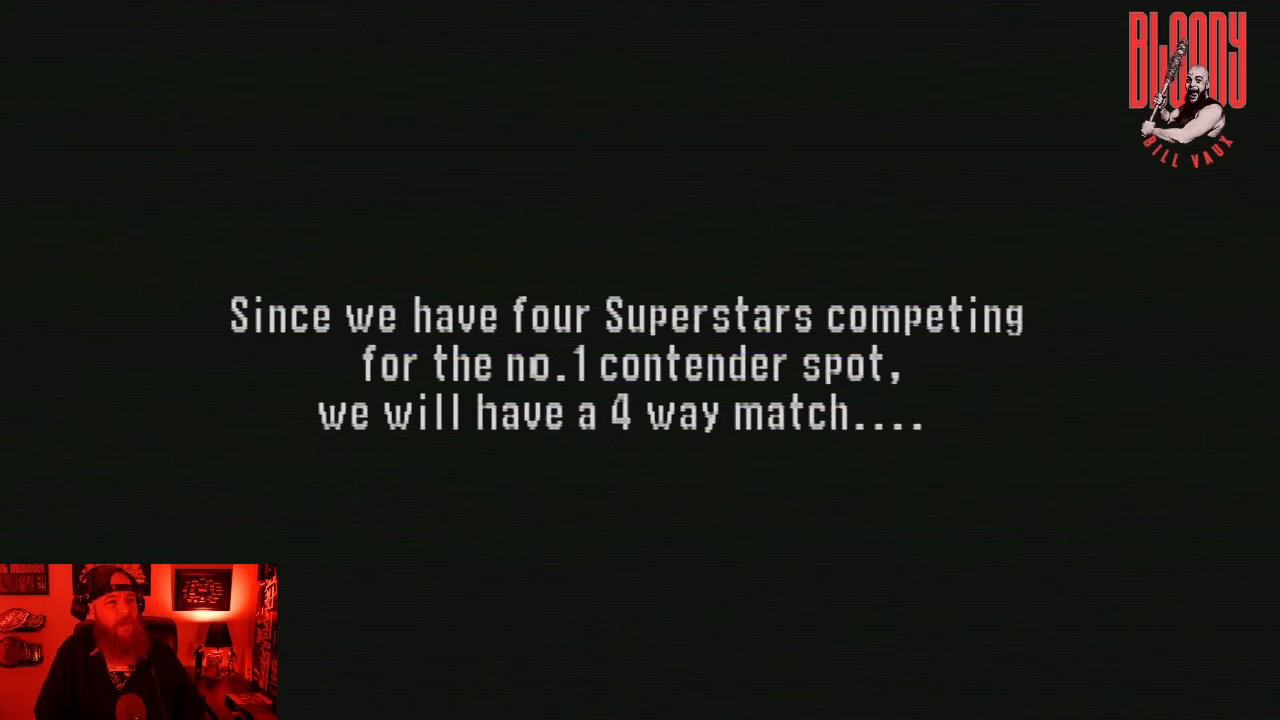 BLOODY
BILL VAUX
Since we have four Superstars competing
for the no.1 contender spot,
we will have a 4 way match....